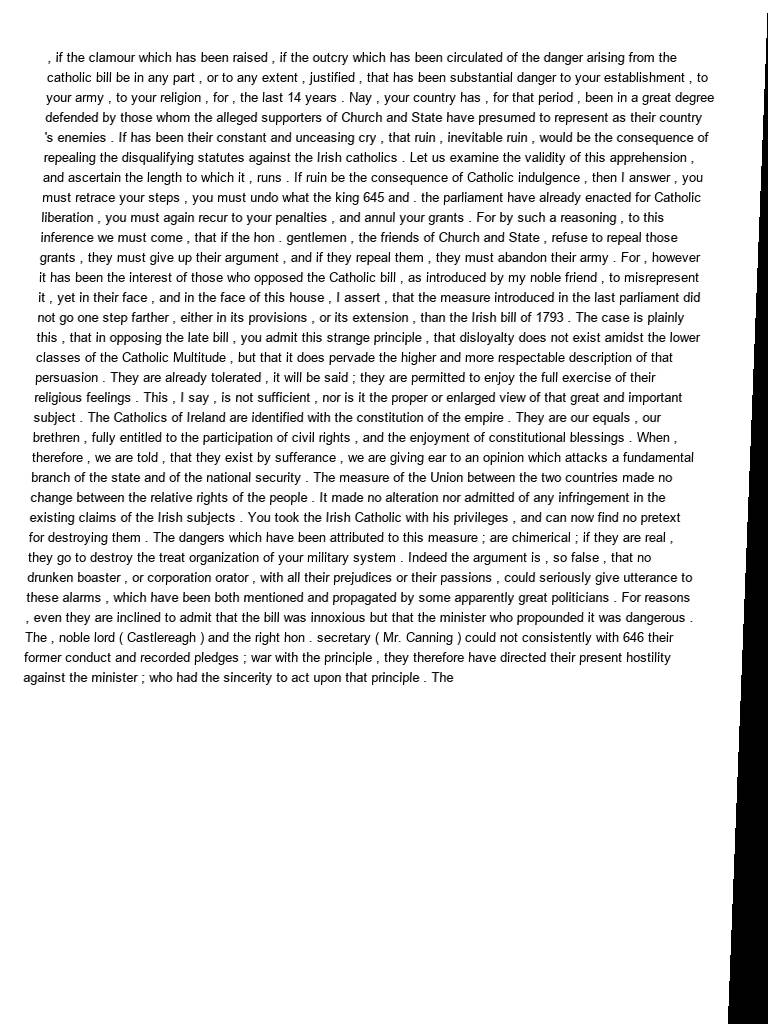 , if the clamour which has been raised , if the outcry which has been circulated of the danger arising from the
catholic bill be in any part , or to any extent , justified , that has been substantial danger to your establishment , to
your army , to your religion , for , the last 14 years . Nay , your country has , for that period , been in a great degree
defended by those whom the alleged supporters of Church and State have presumed to represent as their country
's enemies . If has been their constant and unceasing cry , that ruin , inevitable ruin , would be the consequence of
repealing the disqualifying statutes against the Irish catholics . Let us examine the validity of this apprehension ,
and ascertain the length to which it , runs . If ruin be the consequence of Catholic indulgence , then I answer , you
must retrace your steps , you must undo what the king 645 and . the parliament have already enacted for Catholic
liberation , you must again recur to your penalties , and annul your grants . For by such a reasoning , to this
inference we must come , that if the hon . gentlemen , the friends of Church and State , refuse to repeal those
grants , they must give up their argument , and if they repeal them , they must abandon their army . For , however
it has been the interest of those who opposed the Catholic bill , as introduced by my noble friend , to misrepresent
it , yet in their face , and in the face of this house , I assert , that the measure introduced in the last parliament did
not go one step farther , either in its provisions , or its extension , than the Irish bill of 1793 . The case is plainly
this , that in opposing the late bill , you admit this strange principle , that disloyalty does not exist amidst the lower
classes of the Catholic Multitude , but that it does pervade the higher and more respectable description of that
persuasion . They are already tolerated , it will be said ; they are permitted to enjoy the full exercise of their
religious feelings . This , I say , is not sufficient , nor is it the proper or enlarged view of that great and important
subject . The Catholics of Ireland are identified with the constitution of the empire . They are our equals , our
brethren , fully entitled to the participation of civil rights , and the enjoyment of constitutional blessings . When ,
therefore , we are told , that they exist by sufferance , we are giving ear to an opinion which attacks a fundamental
branch of the state and of the national security . The measure of the Union between the two countries made no
change between the relative rights of the people . It made no alteration nor admitted of any infringement in the
existing claims of the Irish subjects . You took the Irish Catholic with his privileges , and can now find no pretext
for destroying them . The dangers which have been attributed to this measure ; are chimerical ; if they are real ,
they go to destroy the treat organization of your military system . Indeed the argument is , so false , that no
drunken boaster , or corporation orator , with all their prejudices or their passions , could seriously give utterance to
these alarms , which have been both mentioned and propagated by some apparently great politicians . For reasons
, even they are inclined to admit that the bill was innoxious but that the minister who propounded it was dangerous .
The , noble lord ( Castlereagh ) and the right hon . secretary ( Mr. Canning ) could not consistently with 646 their
former conduct and recorded pledges ; war with the principle , they therefore have directed their present hostility
against the minister ; who had the sincerity to act upon that principle . The